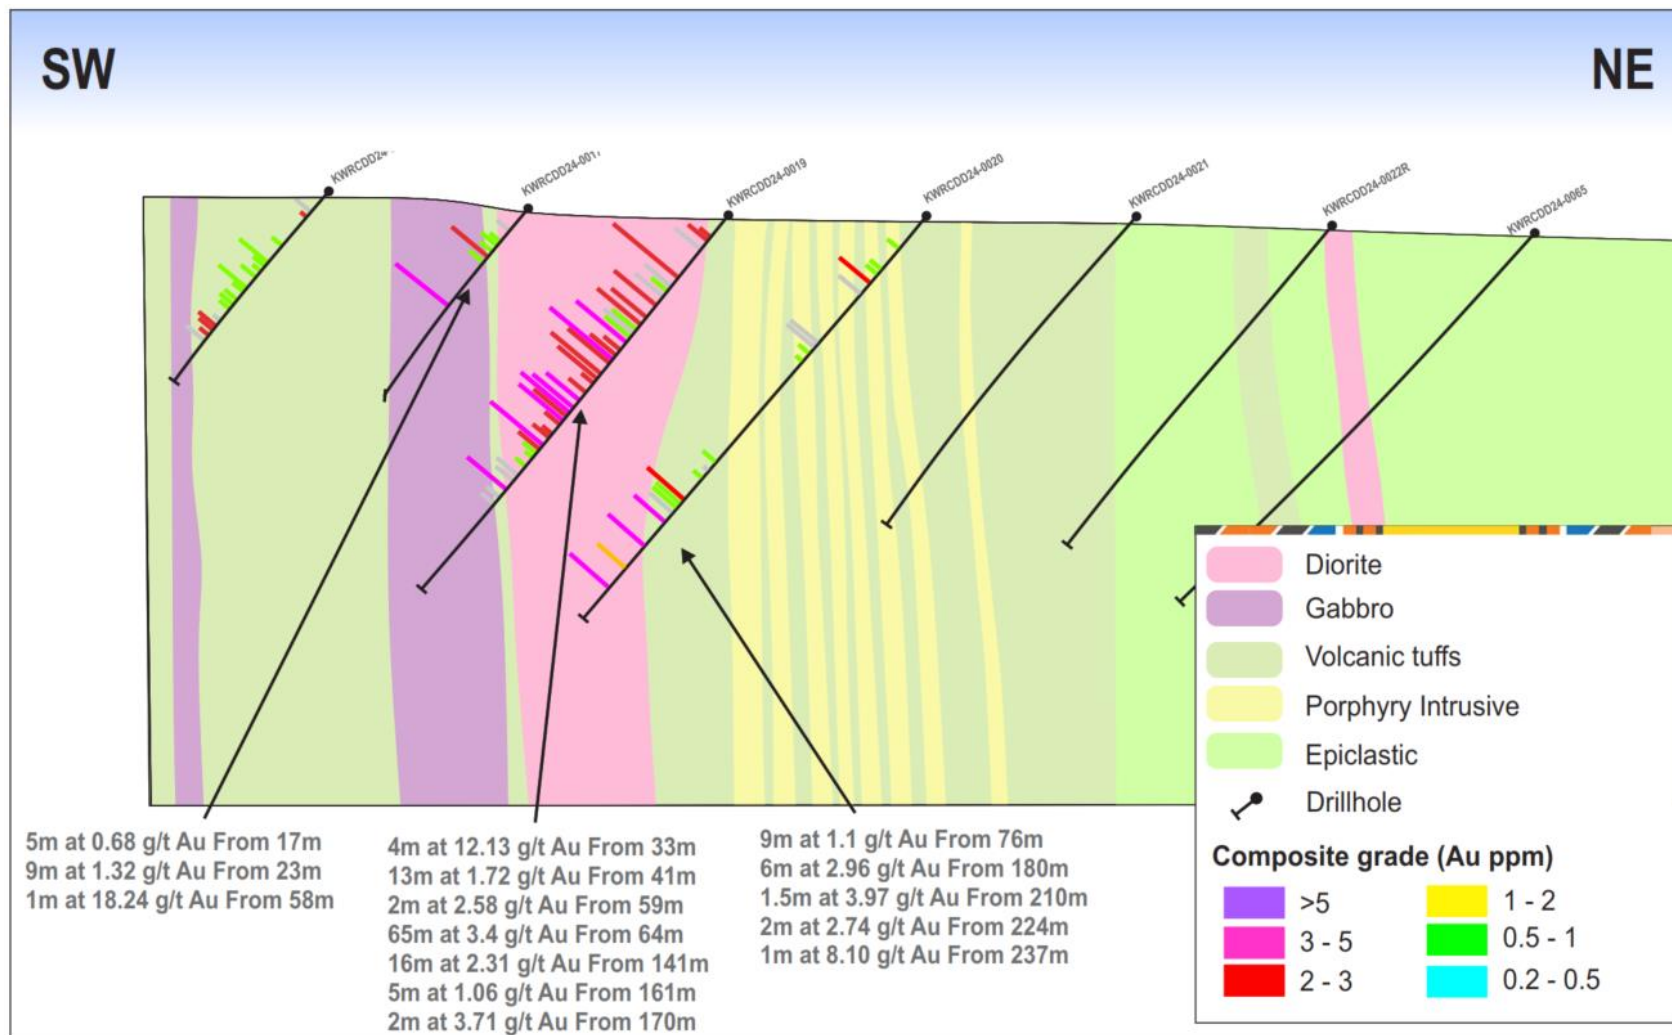 SW
NE
KWRCDD24-
KWRCDD24-0017
KWRCDD24-0019
KWRCDD24-0020
KWRCDD24-0021
KWRCDD24-0022R
KWRCDD24-0065
Diorite
Gabbro
Volcanic tuffs
Porphyry Intrusive
Epiclastic
Drillhole
Composite grade (Au ppm)
>5
1 - 2
3 - 5
0.5 - 1
2 - 3
0.2 - 0.5
5m at 0.68 g/t Au From 17m
9m at 1.32 g/t Au From 23m
1m at 18.24 g/t Au From 58m
4m at 12.13 g/t Au From 33m
13m at 1.72 g/t Au From 41m
2m at 2.58 g/t Au From 59m
65m at 3.4 g/t Au From 64m
16m at 2.31 g/t Au From 141m
5m at 1.06 g/t Au From 161m
2m at 3.71 g/t Au From 170m
9m at 1.1 g/t Au From 76m
6m at 2.96 g/t Au From 180m
1.5m at 3.97 g/t Au From 210m
2m at 2.74 g/t Au From 224m
1m at 8.10 g/t Au From 237m